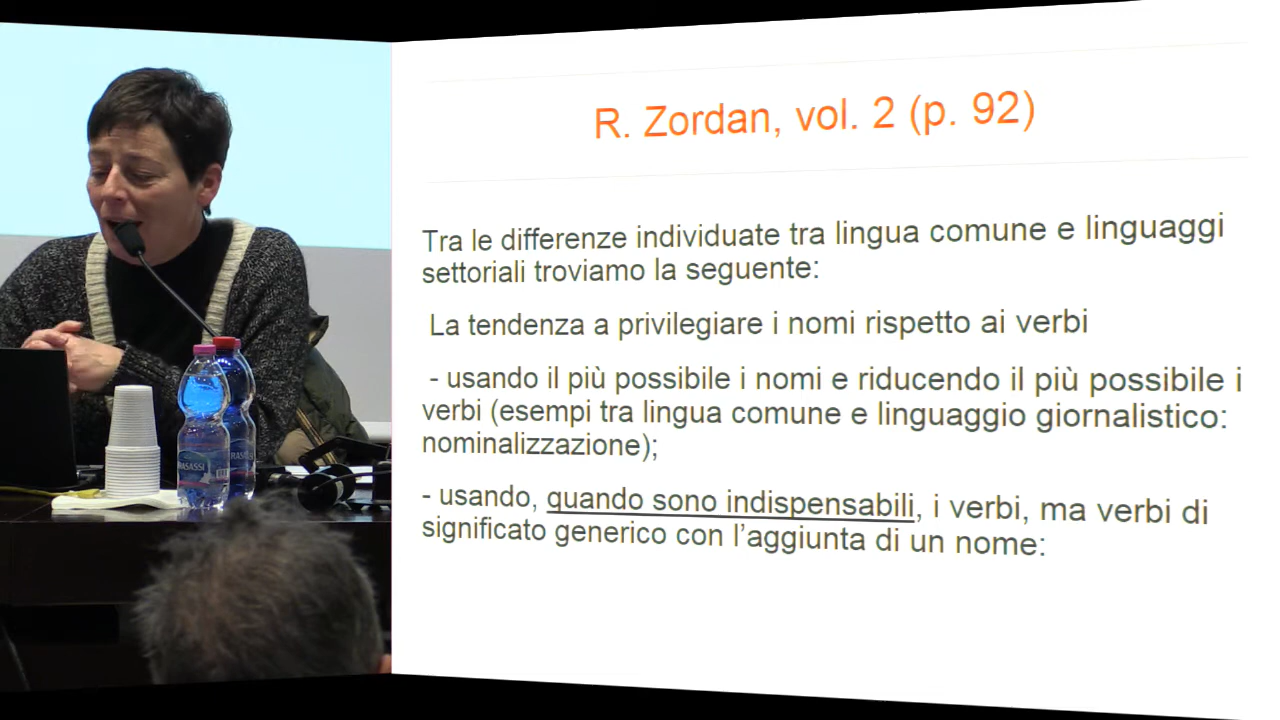 R. Zordan, vol. 2 (p. 92)
Tra le differenze individuate tra lingua comune e linguaggi
settoriali troviamo la seguente:
La tendenza a privilegiare i nomi rispetto ai verbi
- usando il più possibile i nomi e riducendo il più possibile i
verbi (esempi tra lingua comune e linguaggio giornalistico:
nominalizzazione);
- usando, quando sono indispensabili, i verbi, ma verbi di
significato generico con l'aggiunta di un nome: